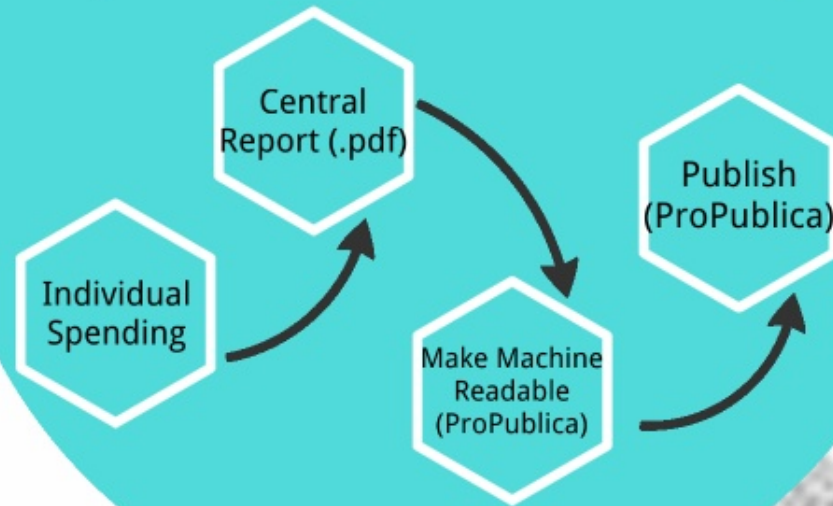 Individual
Spending
Central
Report (.pdf)
Make Machine
Readable
(ProPublica)
Publish
(ProPublica)